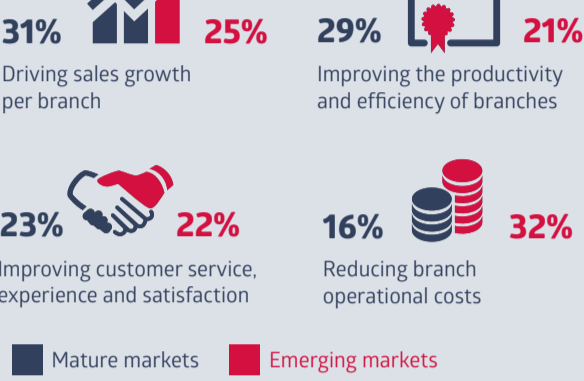 31% 25%
29% 21%
Driving sales growth
per branch
Improving the productivity
and efficiency of branches
23% 22%
16% 32%
Improving customer service,
experience and satisfaction
Reducing branch
operational costs
Mature markets Emerging markets